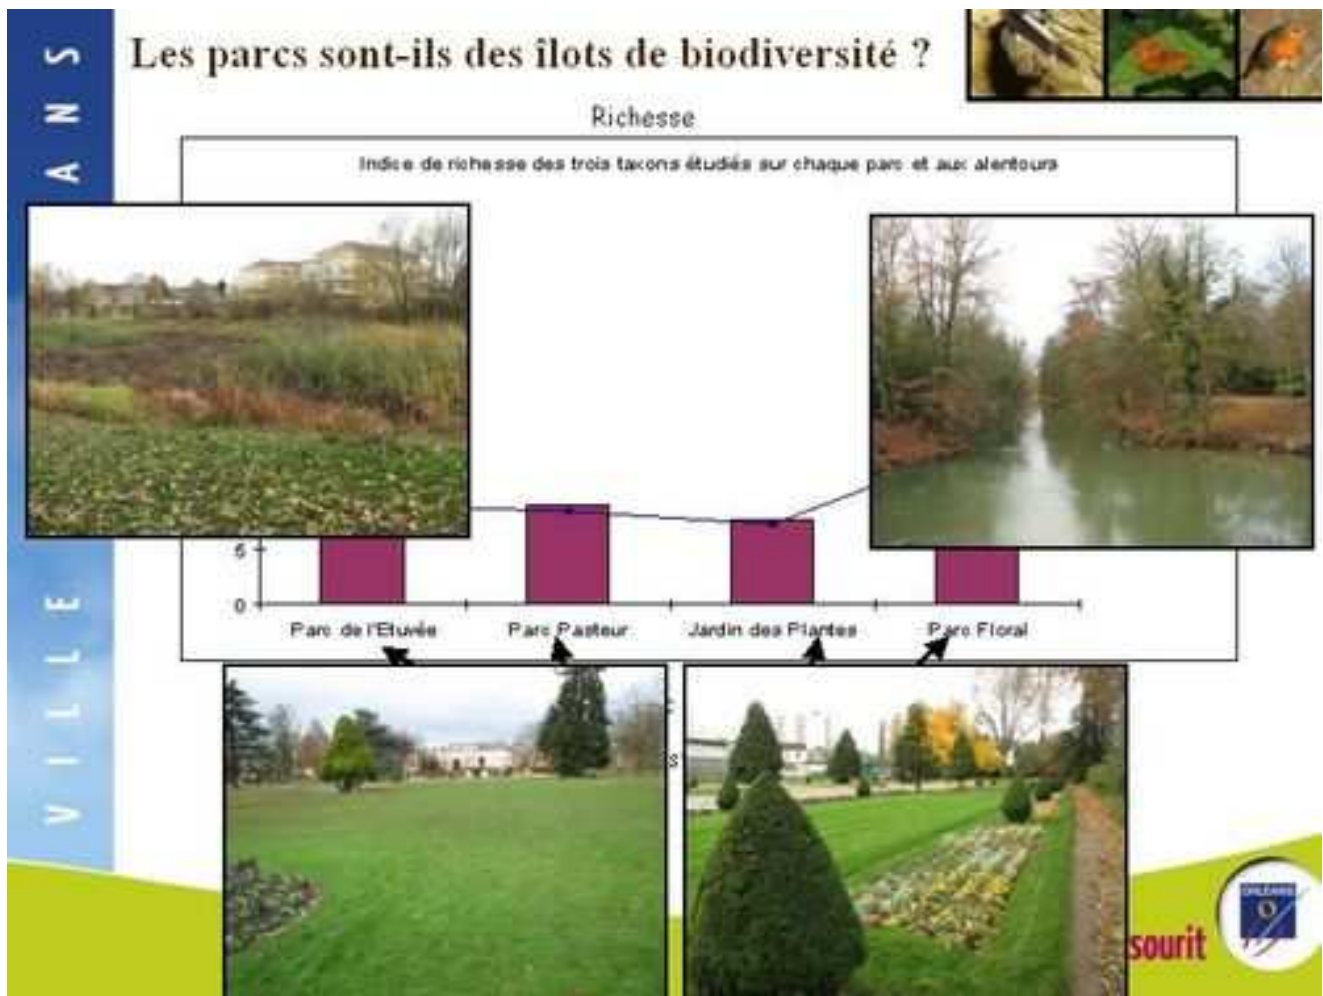 Les parcs sont-ils des îlots de biodiversité ?
Richesse
Indice de richesse des trois taxons étudiés sur chaque parc et aux alentours
5
0
Parc de l'Etuvée
Parc Pasteur
Jardin des Plantes
Parc Floral
VILLE
ANS
sourit
ORLÉANS